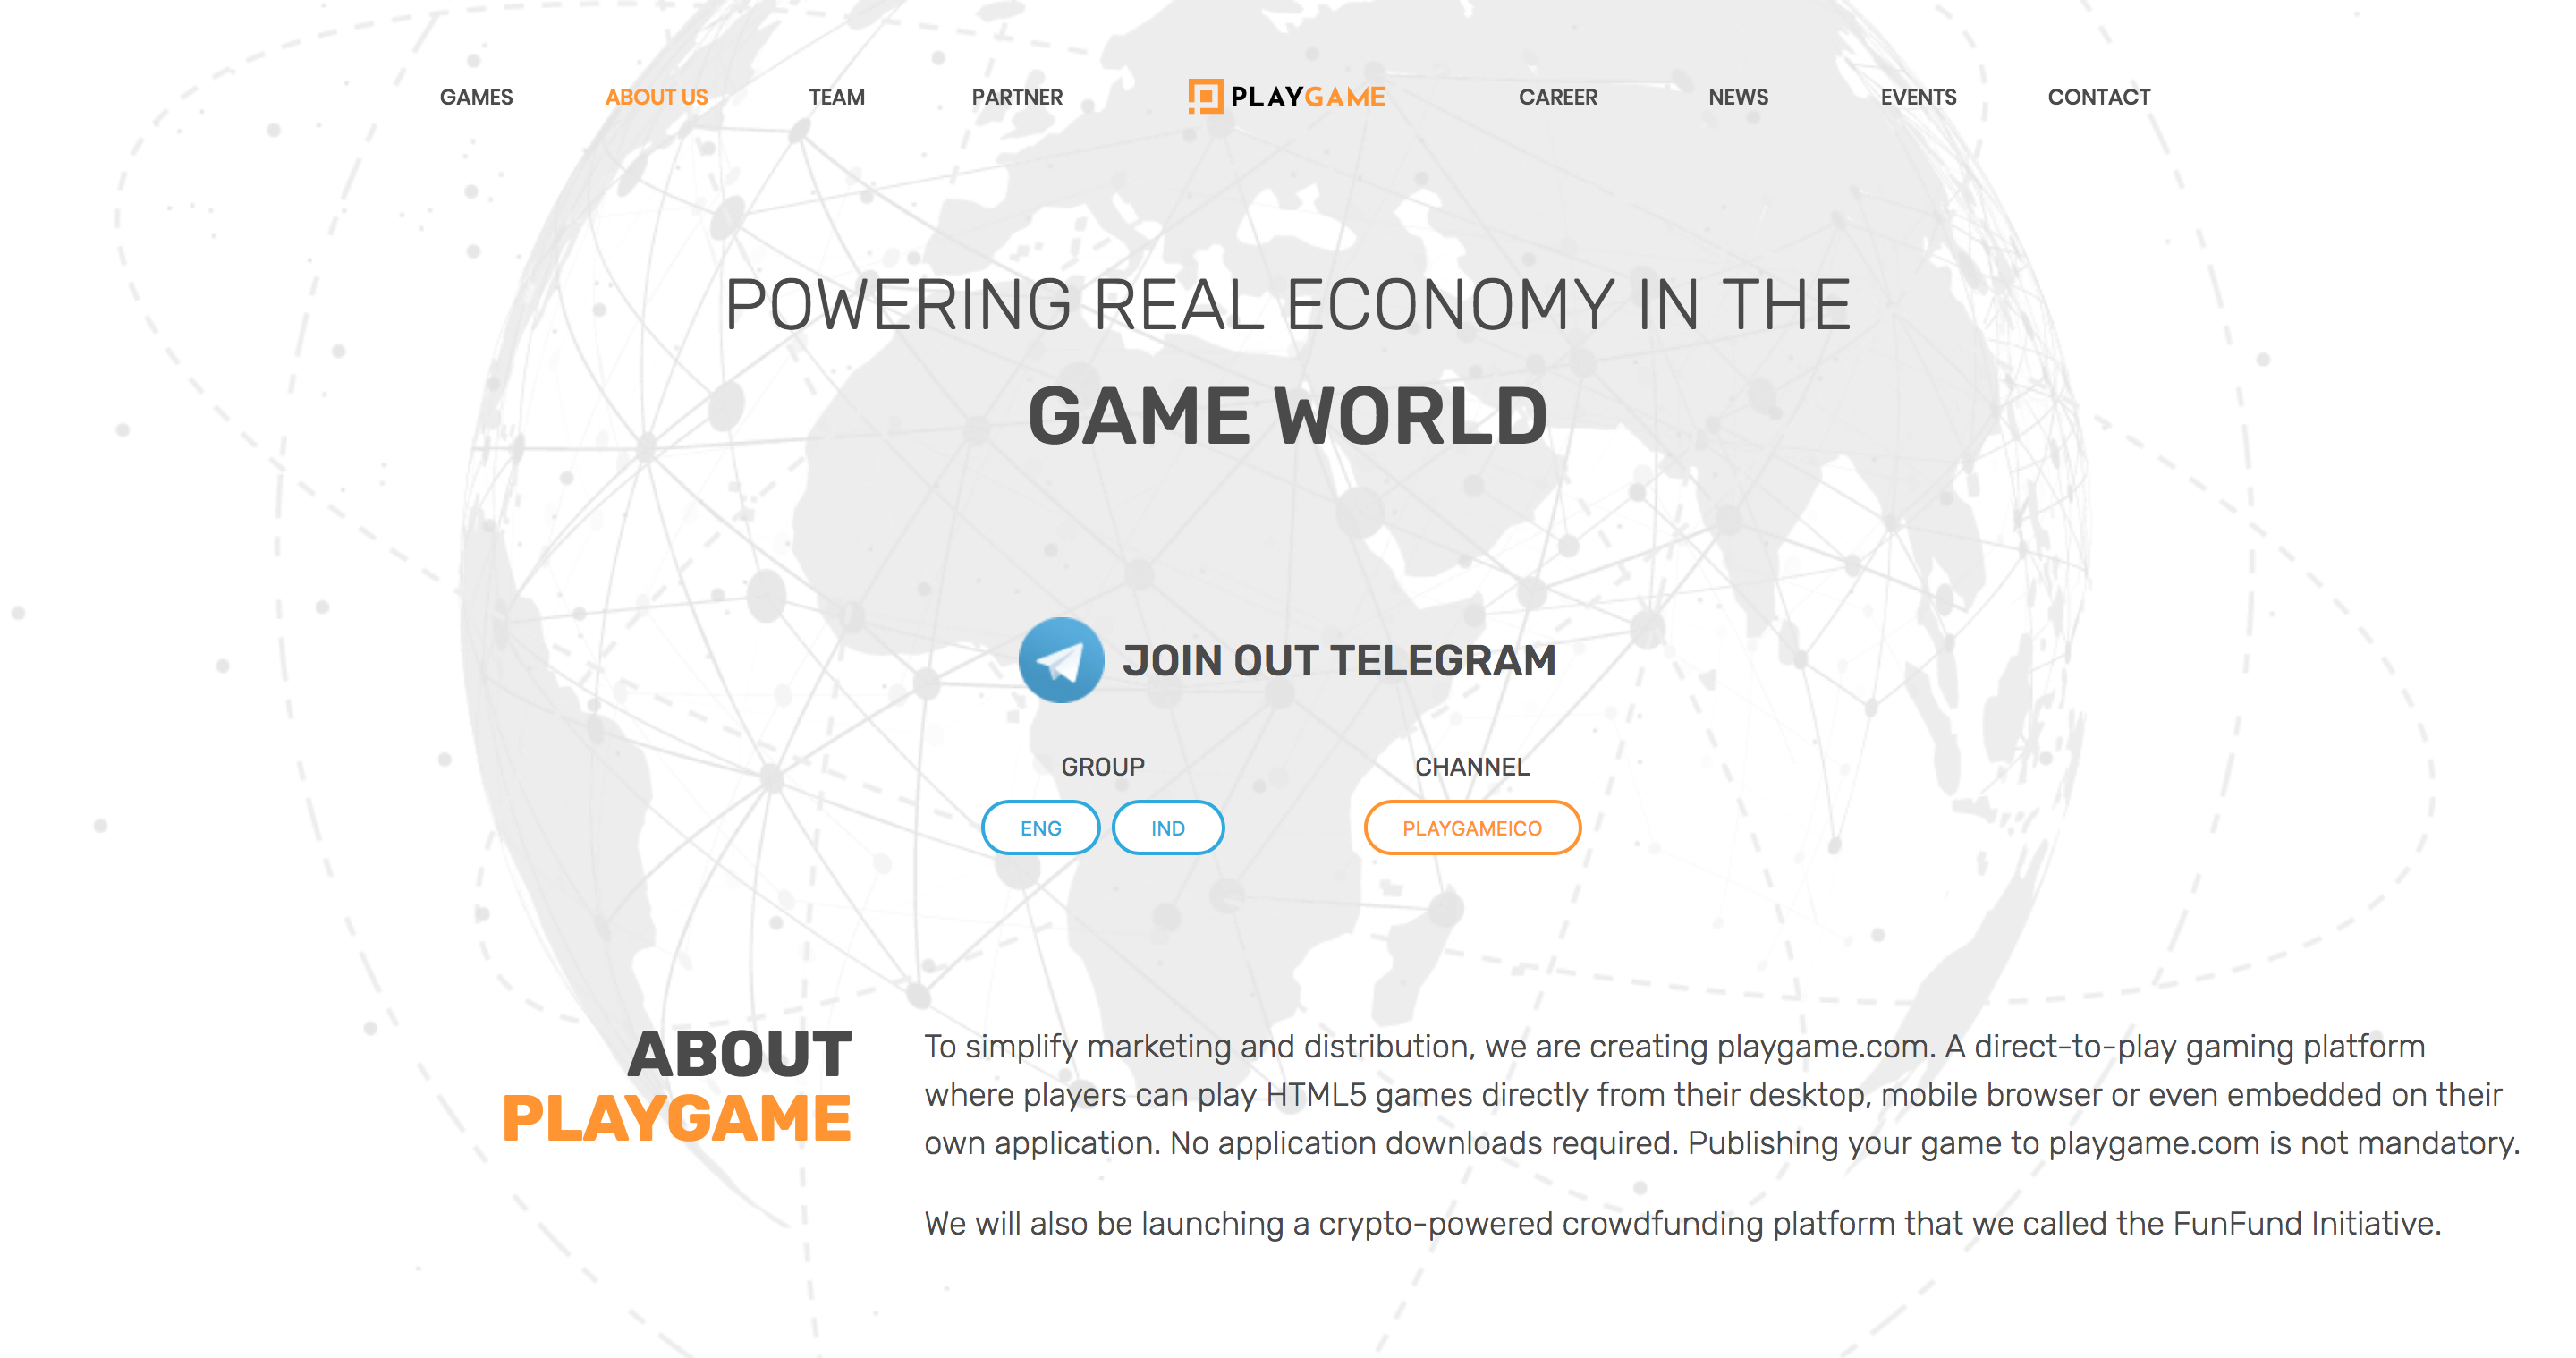 GAMES ABOUT US TEAM PARTNER PLAYGAME CAREER NEWS EVENTS CONTACT
POWERING REAL ECONOMY IN THE
GAME WORLD
JOIN OUT TELEGRAM
GROUP
ENG IND
CHANNEL
PLAYGAMEICO
ABOUT
PLAYGAME
To simplify marketing and distribution, we are creating playgame.com. A direct-to-play gaming platform
where players can play HTML5 games directly from their desktop, mobile browser or even embedded on their
own application. No application downloads required. Publishing your game to playgame.com is not mandatory.
We will also be launching a crypto-powered crowdfunding platform that we called the FunFund Initiative.